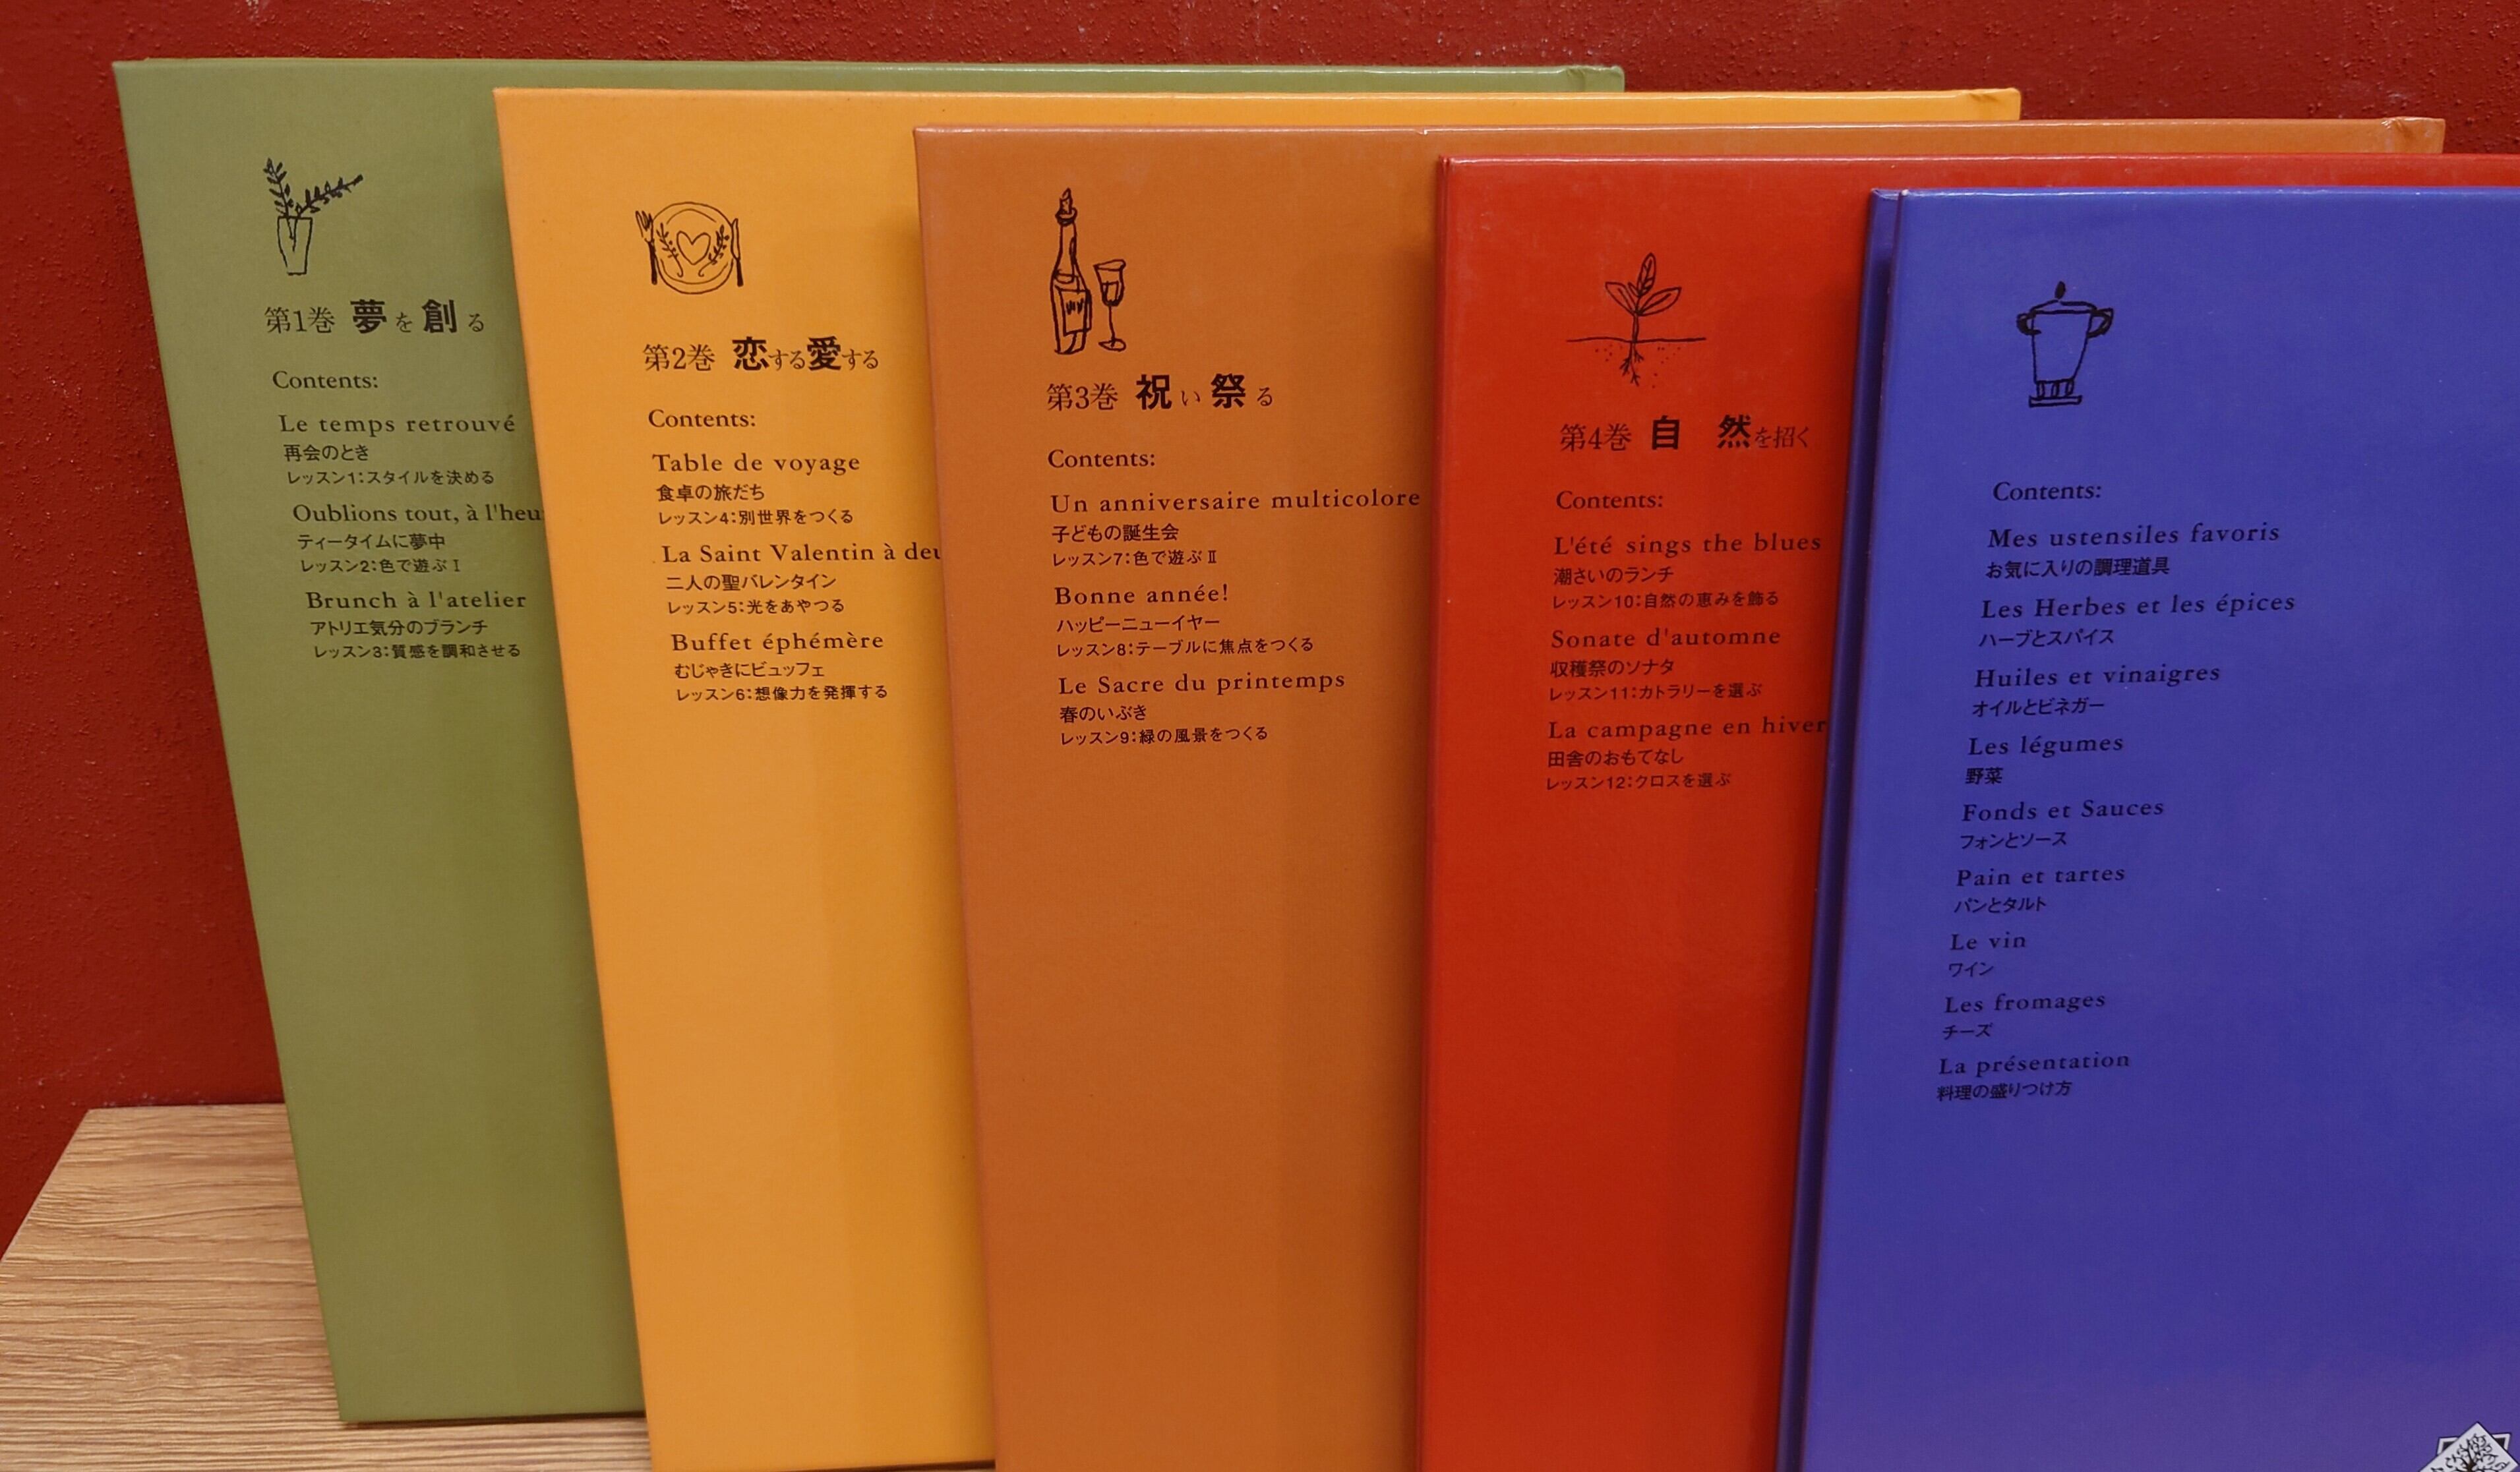 第1巻 夢を創る
Contents:
Le temps retrouvé
再会のとき
レッスン1:スタイルを決める
Oublions tout, à l'heu
ティータイムに夢中
レッスン2:色で遊ぶⅠ
Brunch à l'atelier
アトリエ気分のブランチ
レッスン3:質感を調和させる
第2巻 恋する愛する
Contents:
Table de voyage
食卓の旅だち
レッスン4:別世界をつくる
La Saint Valentin à deu
二人の聖バレンタイン
レッスン5:光をあやつる
Buffet éphémère
むじゃきにビュッフェ
レッスン6:想像力を発揮する
第3巻 祝い祭る
Contents:
Un anniversaire multicolore
子どもの誕生会
レッスン7:色で遊ぶⅡ
Bonne année!
ハッピーニューイヤー
レッスン8:テーブルに焦点をつくる
Le Sacre du printemps
春のいぶき
レッスン9:緑の風景をつくる
第4巻 自 然を招く
Contents:
L'été sings the blues
潮さいのランチ
レッスン10:自然の恵みを飾る
Sonate d'automne
収穫祭のソナタ
レッスン11:カトラリーを選ぶ
La campagne en hiver
田舎のおもてなし
レッスン12:クロスを選ぶ
Contents:
Mes ustensiles favoris
お気に入りの調理道具
Les Herbes et les épices
ハーブとスパイス
Huiles et vinaigres
オイルとビネガー
Les légumes
野菜
Fonds et Sauces
フォンとソース
Pain et tartes
パンとタルト
Le vin
ワイン
Les fromages
チーズ
La présentation
料理の盛りつけ方